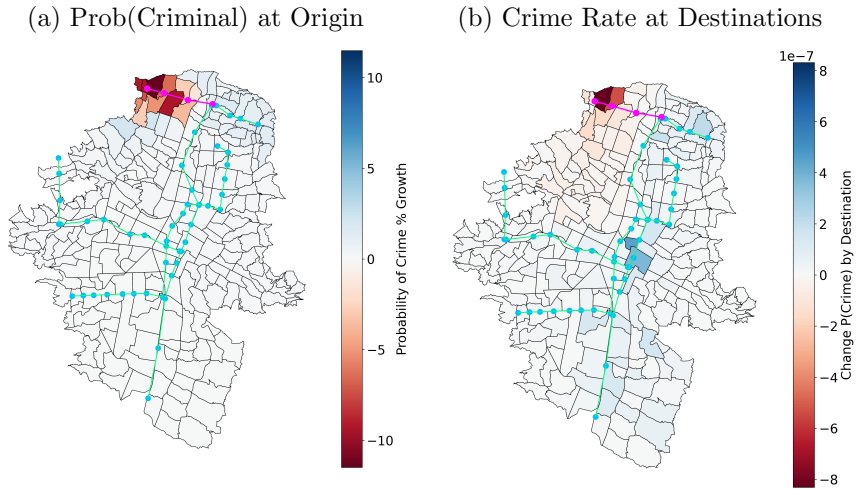 (a) Prob(Criminal) at Origin
(b) Crime Rate at Destinations
10
5
0
−5
−10
Probability of Crime % Growth
1e−7
8
6
4
2
0
−2
−4
−6
−8
Change P(Crime) by Destination